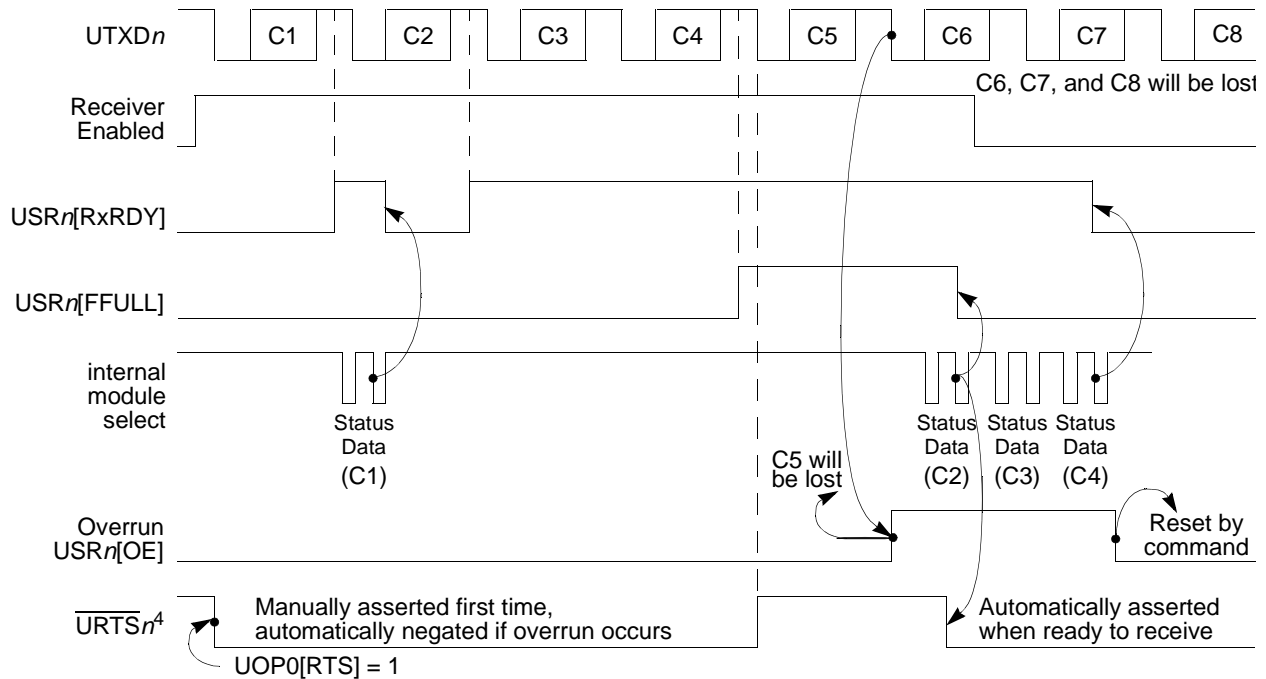 UTXDn
C1
C2
C3
C4
C5
C6
C7
C8
C6, C7, and C8 will be lost
Receiver
Enabled
USRn[RxRDY]
USRn[FFULL]
internal
module
select
Status
Data
(C1)
Status
Data
(C2)
Status
Data
(C3)
Status
Data
(C4)
C5 will
be lost
Overrun
USRn[OE]
Reset by
command
URTSn4
Manually asserted first time,
automatically negated if overrun occurs
Automatically asserted
when ready to receive
UOP0[RTS] = 1